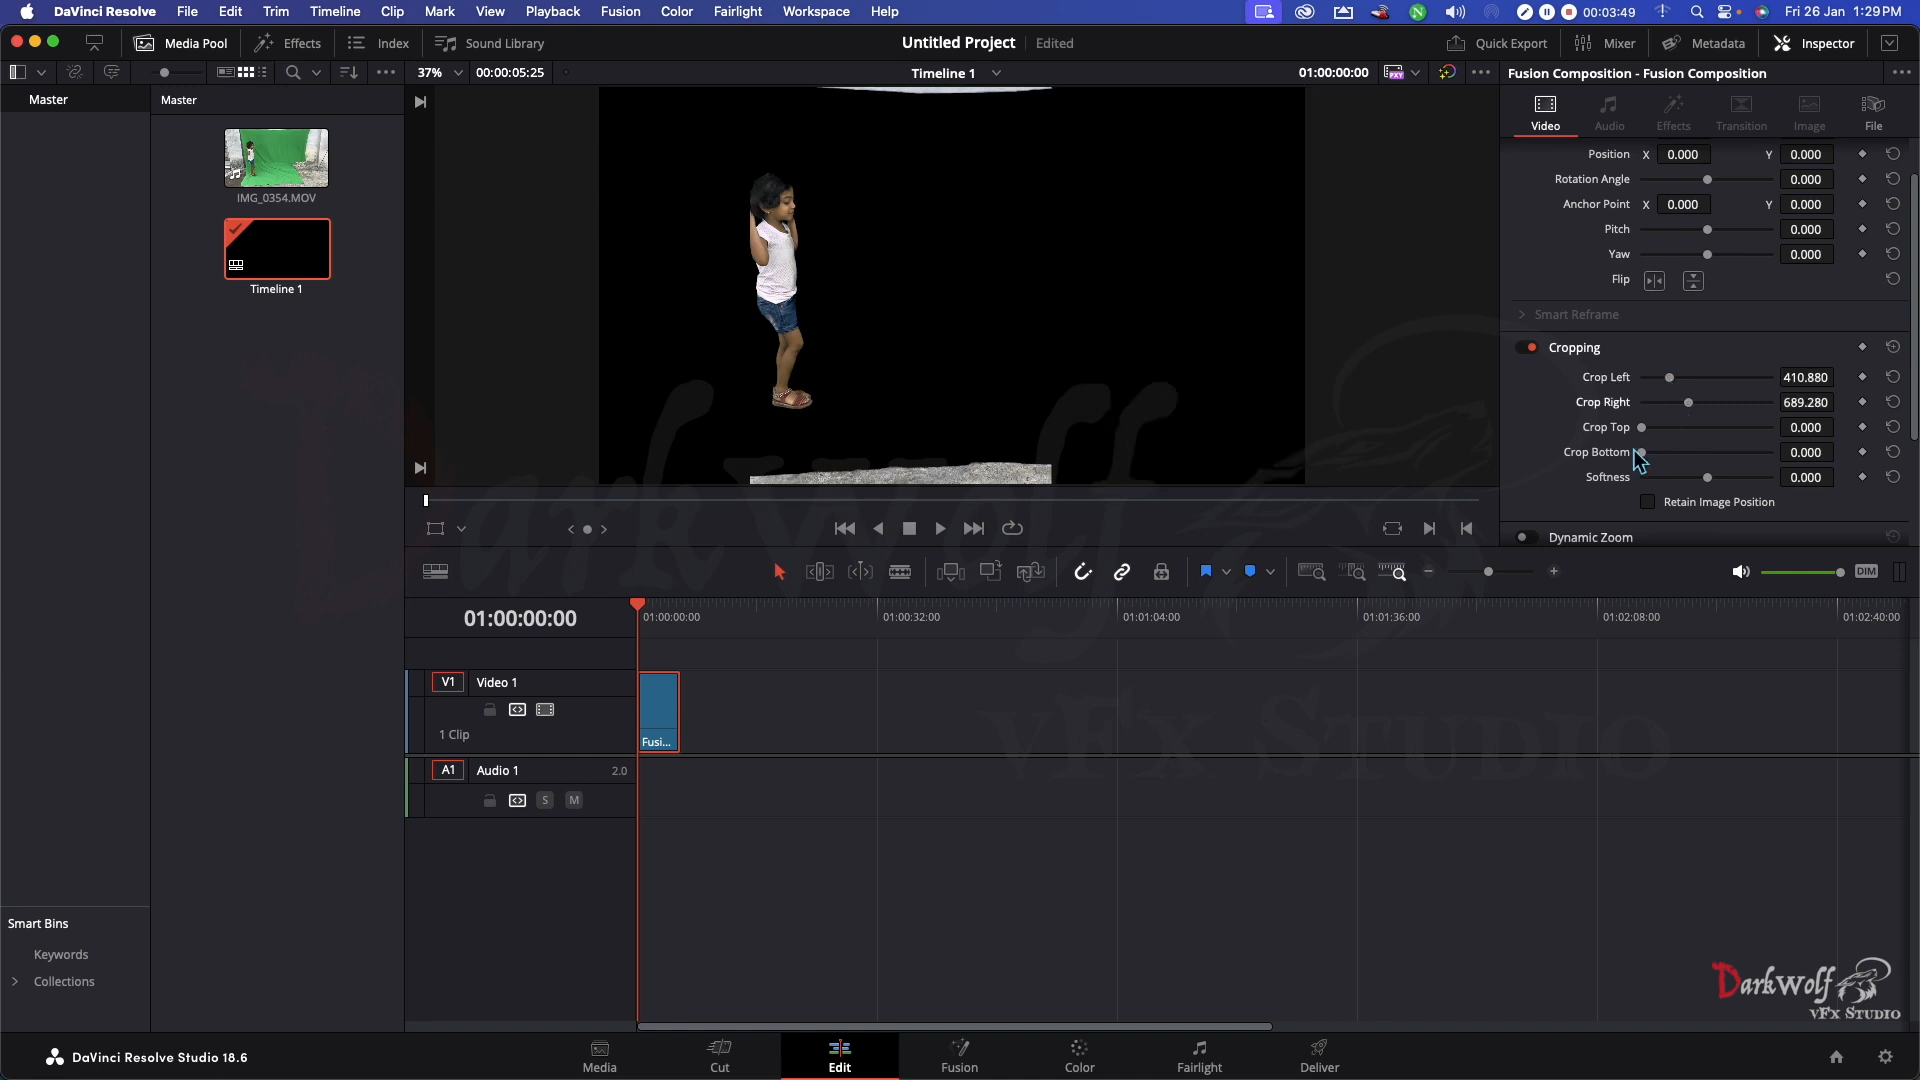 DaVinci Resolve File Edit Trim Timeline Clip Mark View Playback Fusion Color Fairlight Workspace Help 00:03:49 Fri 26 Jan 1:29 PM
Media Pool Effects Index Sound Library Untitled Project Edited Quick Export Mixer Metadata Inspector
37% 00:00:05:25 Timeline 1 01:00:00:00 PXY Fusion Composition - Fusion Composition
Master Master
Video Audio Effects Transition Image File
Position X 0.000 Y 0.000
Rotation Angle 0.000
Anchor Point X 0.000 Y 0.000
Pitch 0.000
Yaw 0.000
Flip
IMG_0354.MOV
Timeline 1
Smart Reframe
Cropping
Crop Left 410.880
Crop Right 689.280
Crop Top 0.000
Crop Bottom 0.000
Softness 0.000
Retain Image Position
Dynamic Zoom
DIM
01:00:00:00 01:00:00:00 01:00:32:00 01:01:04:00 01:01:36:00 01:02:08:00 01:02:40:00
V1 Video 1
1 Clip
Fusi...
A1 Audio 1 2.0
S M
DarkWolf
vFx Studio
Smart Bins
Keywords
Collections
DarkWolf
vFx Studio
DaVinci Resolve Studio 18.6
Media Cut Edit Fusion Color Fairlight Deliver